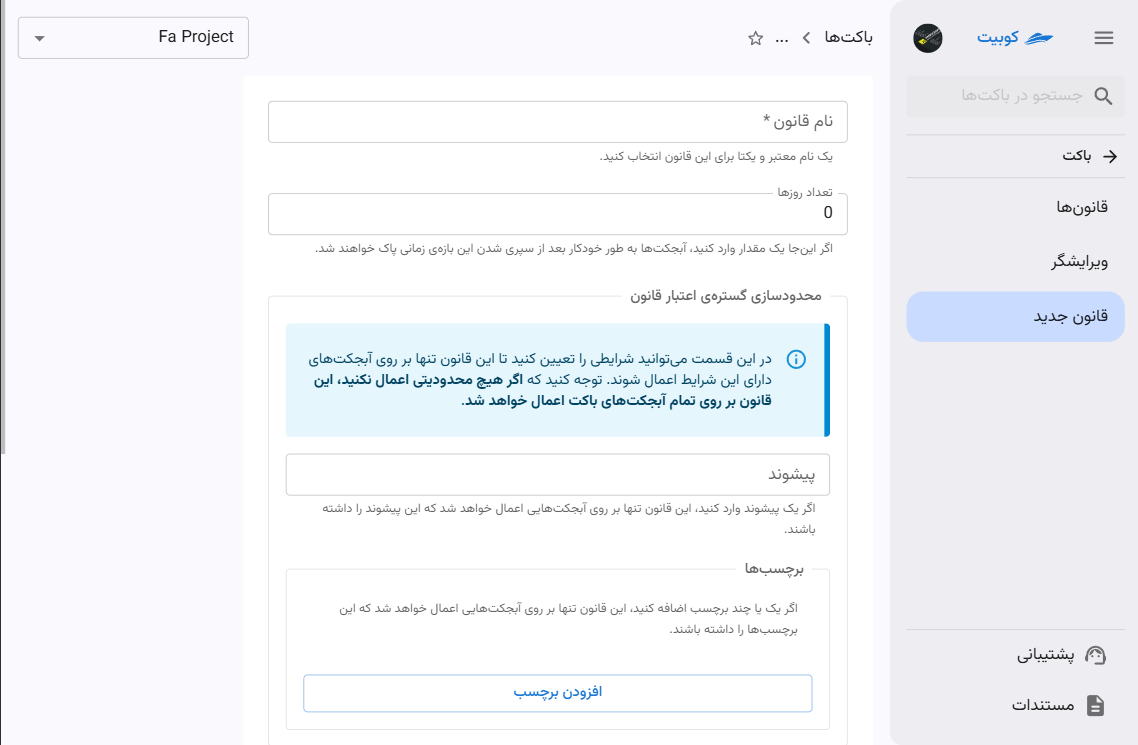 کوبیت
جستجو در باکت‌ها
باکت
قانون‌ها
ویرایشگر
قانون جدید
پشتیبانی
مستندات
باکت‌ها
...
Fa Project
نام قانون *
یک نام معتبر و یکتا برای این قانون انتخاب کنید.
تعداد روزها
0
اگر این‌جا یک مقدار وارد کنید، آبجکت‌ها به طور خودکار بعد از سپری شدن این بازه‌ی زمانی پاک خواهند شد.
محدودسازی گستره‌ی اعتبار قانون
در این قسمت می‌توانید شرایطی را تعیین کنید تا این قانون تنها بر روی آبجکت‌های
دارای این شرایط اعمال شوند. توجه کنید که اگر هیچ محدودیتی اعمال نکنید، این
قانون بر روی تمام آبجکت‌های باکت اعمال خواهد شد.
پیشوند
اگر یک پیشوند وارد کنید، این قانون تنها بر روی آبجکت‌هایی اعمال خواهد شد که این پیشوند را داشته
باشند.
برچسب‌ها
اگر یک یا چند برچسب اضافه کنید، این قانون تنها بر روی آبجکت‌هایی اعمال خواهد شد که این
برچسب‌ها را داشته باشند.
افزودن برچسب